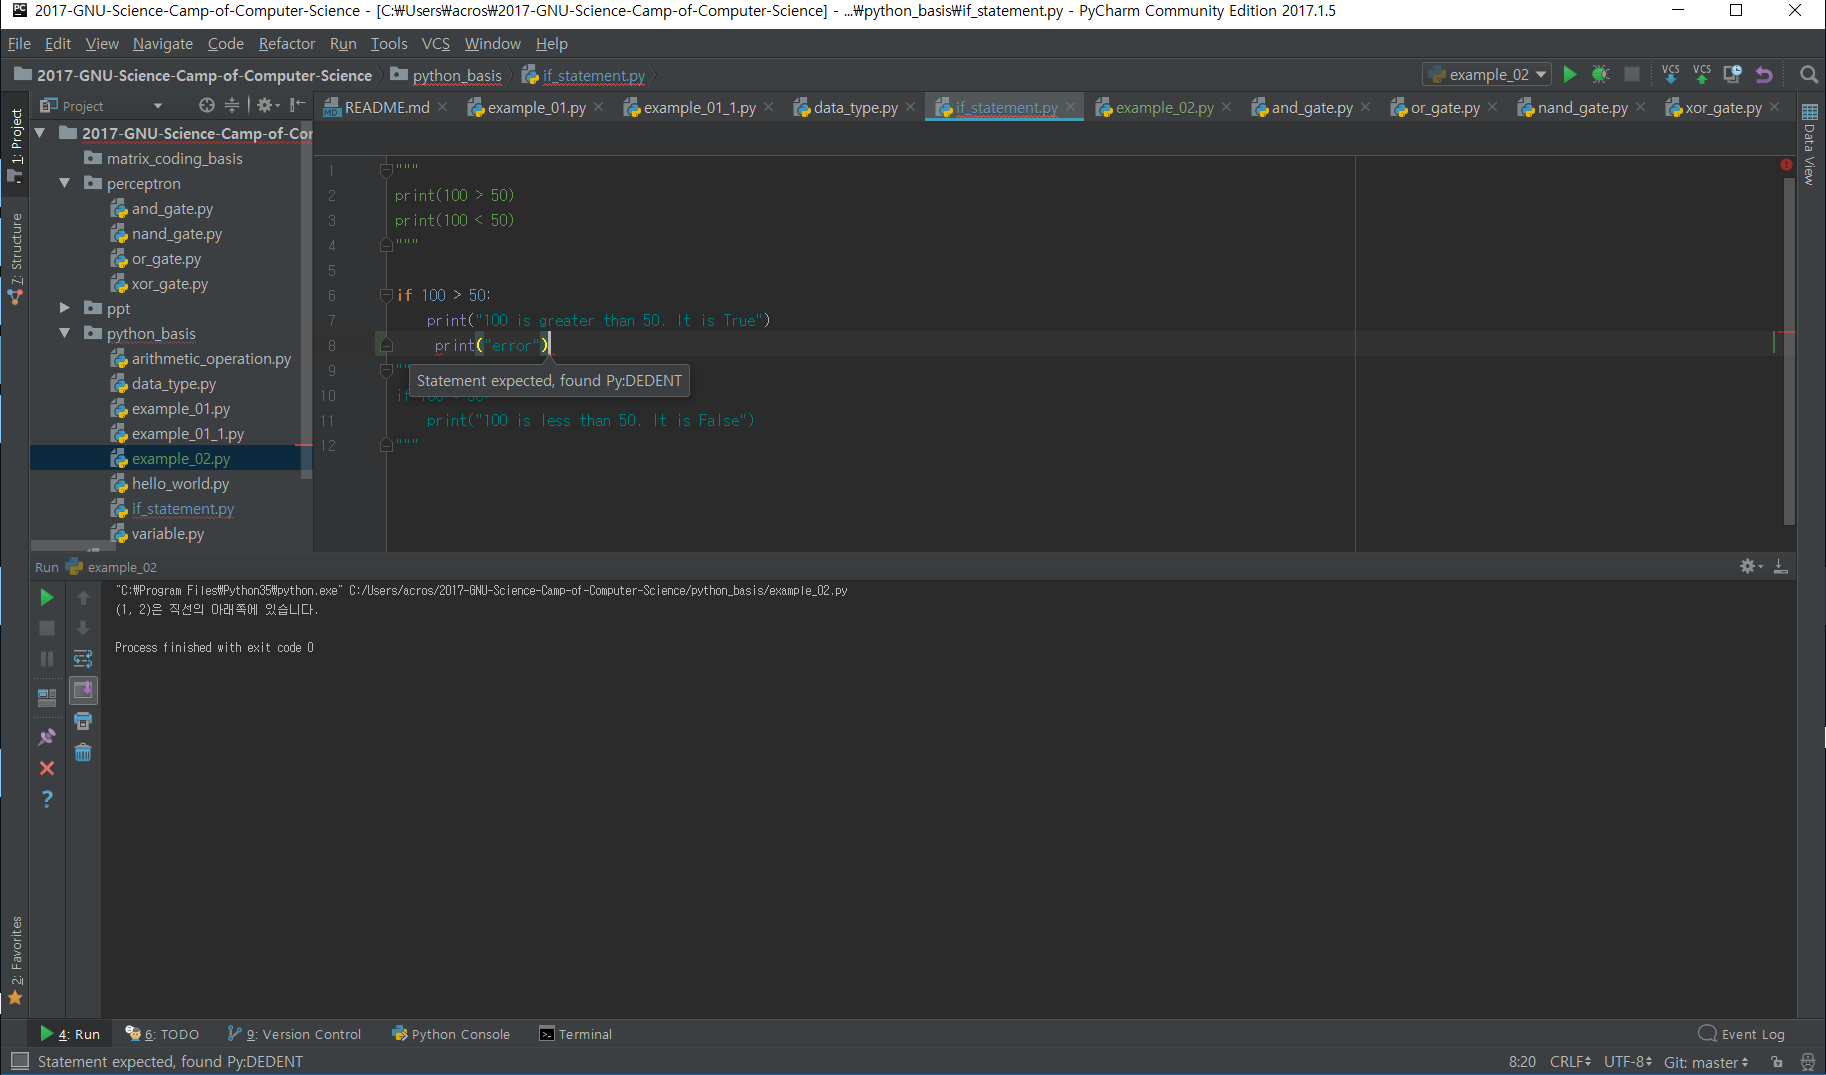 2017-GNU-Science-Camp-of-Computer-Science - [C:₩Users₩acros₩2017-GNU-Science-Camp-of-Computer-Science] - ...₩python_basis₩if_statement.py - PyCharm Community Edition 2017.1.5
File Edit View Navigate Code Refactor Run Tools VCS Window Help
2017-GNU-Science-Camp-of-Computer-Science python_basis if_statement.py example_02 VCS VCS
Project README.md example_01.py example_01_1.py data_type.py if_statement.py example_02.py and_gate.py or_gate.py nand_gate.py xor_gate.py
1: Project
7: Structure
2: Favorites
Data View
2017-GNU-Science-Camp-of-Cor
matrix_coding_basis
perceptron
and_gate.py
nand_gate.py
or_gate.py
xor_gate.py
ppt
python_basis
arithmetic_operation.py
data_type.py
example_01.py
example_01_1.py
example_02.py
hello_world.py
if_statement.py
variable.py
1 """
2 print(100 > 50)
3 print(100 < 50)
4 """
5
6 if 100 > 50:
7 print("100 is greater than 50. It is True")
8 print("error")
9 ""
Statement expected, found Py:DEDENT
10 if
11 print("100 is less than 50. It is False")
12 """
Run example_02
"C:₩Program Files₩Python35₩python.exe" C:/Users/acros/2017-GNU-Science-Camp-of-Computer-Science/python_basis/example_02.py
(1, 2)은 직선의 아래쪽에 있습니다.
Process finished with exit code 0
4: Run 6: TODO 9: Version Control Python Console Terminal Event Log
Statement expected, found Py:DEDENT 8:20 CRLF UTF-8 Git: master